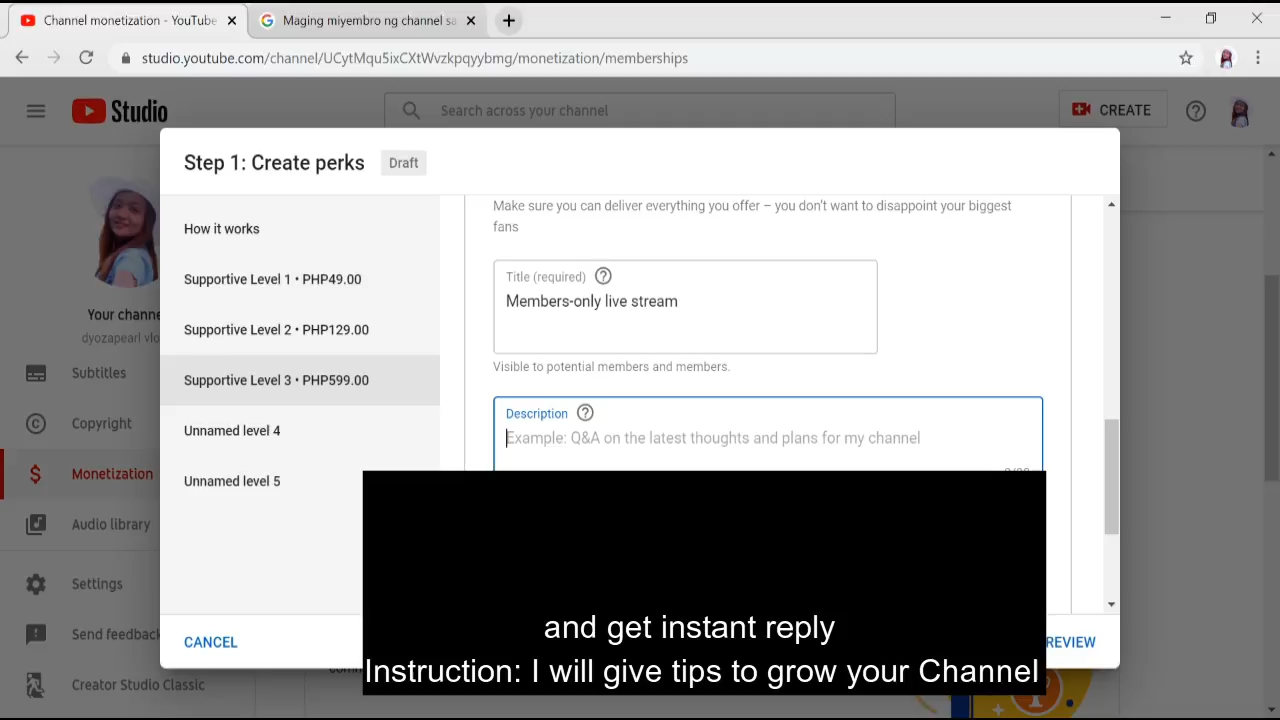 Channel monetization - YouTube
Maging miyembro ng channel sa
studio.youtube.com/channel/UCytMqu5ixCXtWvzkpqyybmg/monetization/memberships
Studio
Search across your channel
CREATE
Step 1: Create perks
Draft
How it works
Supportive Level 1 • PHP49.00
Supportive Level 2 • PHP129.00
Supportive Level 3 • PHP599.00
Unnamed level 4
Unnamed level 5
Make sure you can deliver everything you offer – you don't want to disappoint your biggest
fans
Title (required)
Members-only live stream
Visible to potential members and members.
Description
Example: Q&A on the latest thoughts and plans for my channel
Your channe
dyozapearl vlo
Subtitles
Copyright
Monetization
Audio library
Settings
Send feedback
Creator Studio Classic
CANCEL
REVIEW
and get instant reply
Instruction: I will give tips to grow your Channel